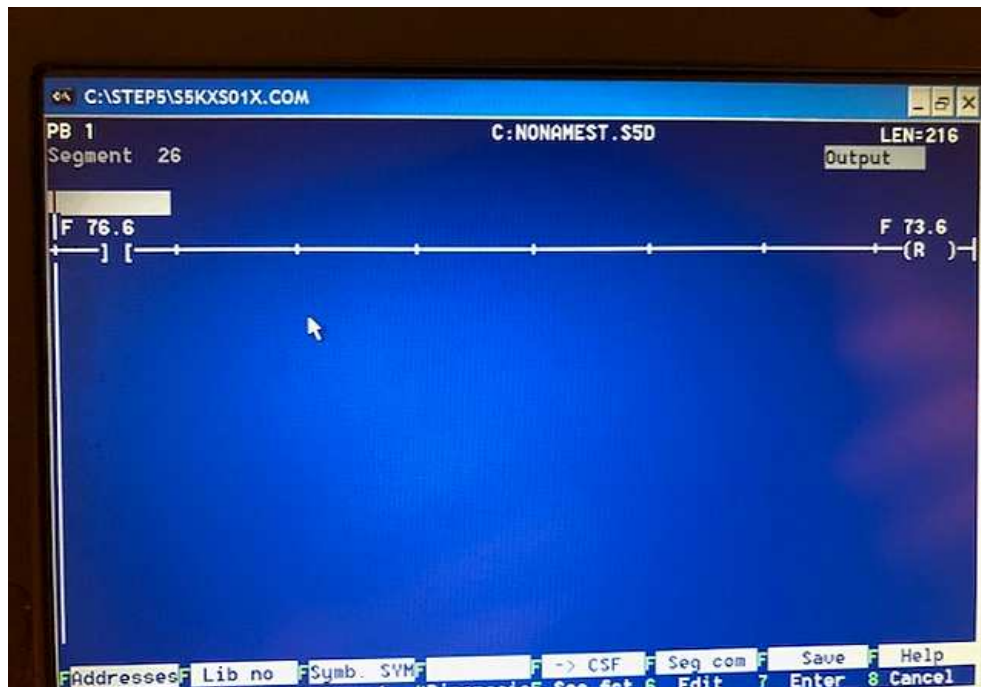 C:\STEP5\S5KXS01X.COM
PB 1 C:NONAMEST.S5D LEN=216
Segment 26 Output
F 76.6 F 73.6
] [ (R )
F Addresses F Lib no F Symb. SYM F F -> CSF F Seg com F Save F Help
6 Edit 7 Enter 8 Cancel